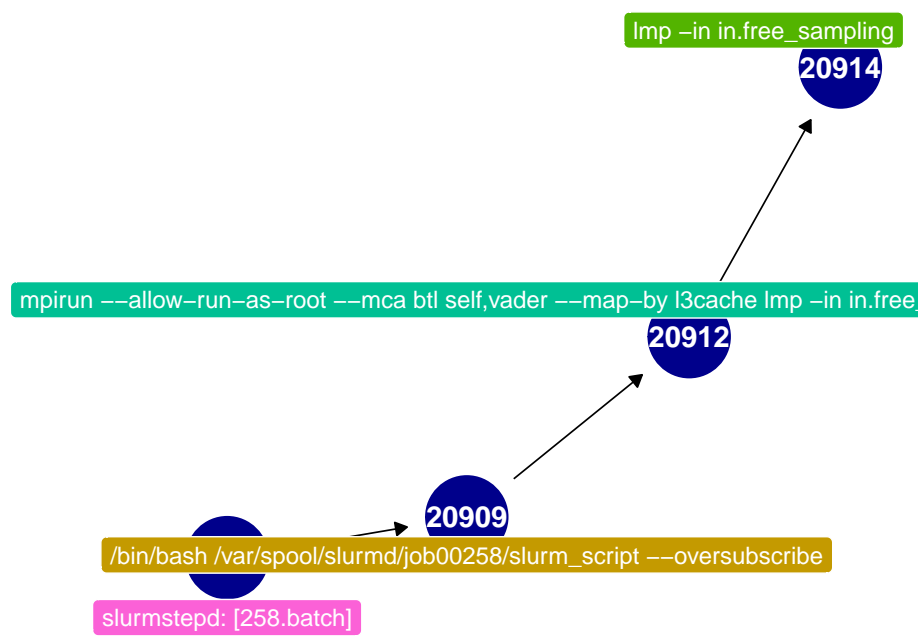 lmp −in in.free_sampling
20914
mpirun −−allow−run−as−root −−mca btl self,vader −−map−by l3cache lmp −in in.free_
20912
20909
/bin/bash /var/spool/slurmd/job00258/slurm_script −−oversubscribe
slurmstepd: [258.batch]